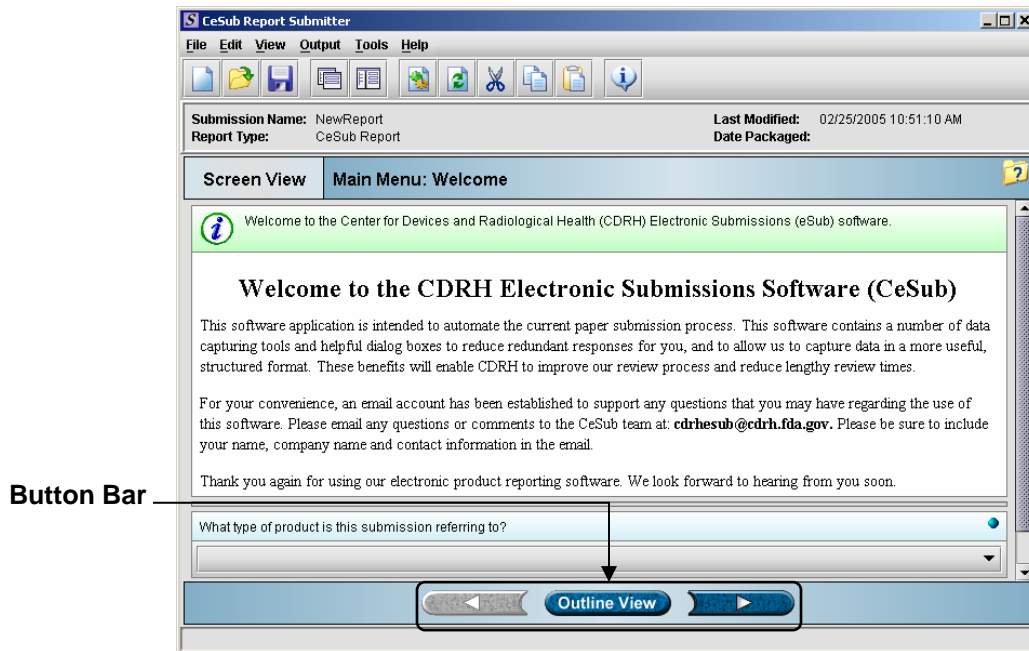 CeSub Report Submitter
File Edit View Output Tools Help
Submission Name: NewReport Last Modified: 02/25/2005 10:51:10 AM
Report Type: CeSub Report Date Packaged:
Screen View Main Menu: Welcome
Welcome to the Center for Devices and Radiological Health (CDRH) Electronic Submissions (eSub) software.
Welcome to the CDRH Electronic Submissions Software (CeSub)
This software application is intended to automate the current paper submission process. This software contains a number of data
capturing tools and helpful dialog boxes to reduce redundant responses for you, and to allow us to capture data in a more useful,
structured format. These benefits will enable CDRH to improve our review process and reduce lengthy review times.
For your convenience, an email account has been established to support any questions that you may have regarding the use of
this software. Please email any questions or comments to the CeSub team at: cdrhesub@cdrh.fda.gov. Please be sure to include
your name, company name and contact information in the email.
Thank you again for using our electronic product reporting software. We look forward to hearing from you soon.
Button Bar
What type of product is this submission referring to?
Outline View